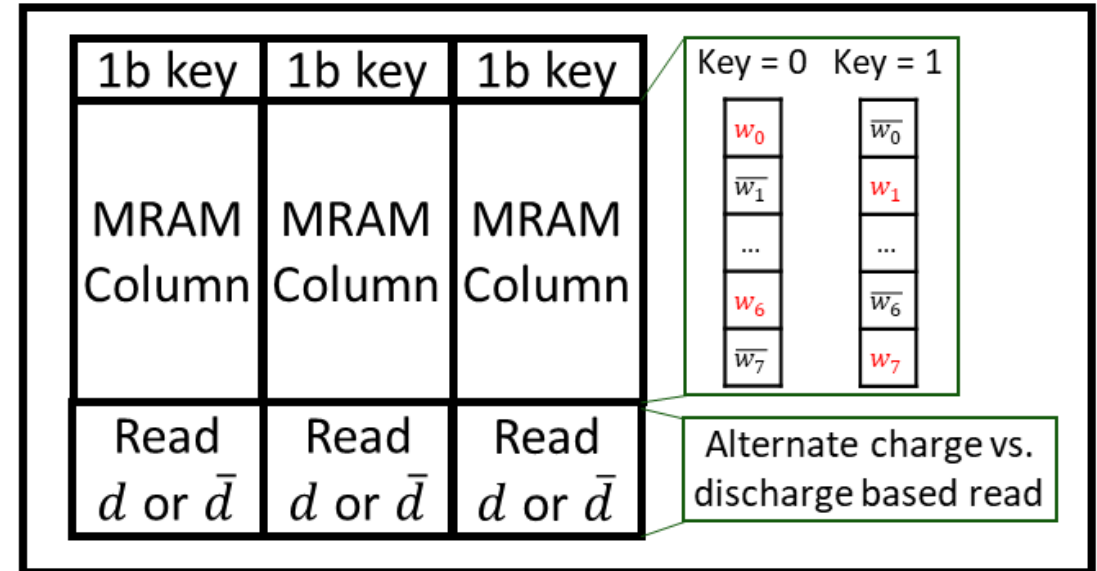 1b key 1b key 1b key
MRAM MRAM MRAM
Column Column Column
Read Read Read
d or d̅ d or d̅ d or d̅
Key = 0 Key = 1
w₀ w̅₀
w̅₁ w₁
... ...
w₆ w̅₆
w̅₇ w₇
Alternate charge vs.
discharge based read